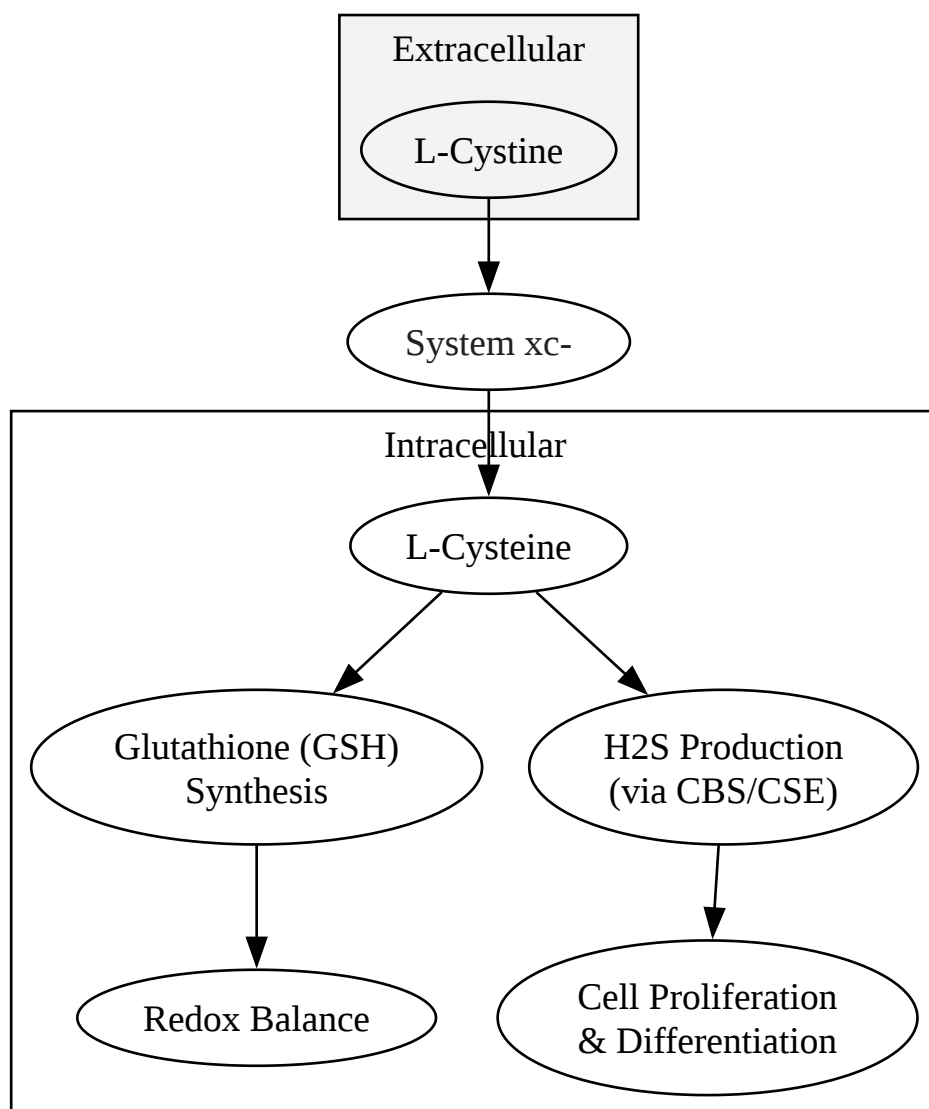 Extracellular
L-Cystine
System xc-
Intracellular
L-Cysteine
Glutathione (GSH)
Synthesis
H2S Production
(via CBS/CSE)
Redox Balance
Cell Proliferation
& Differentiation